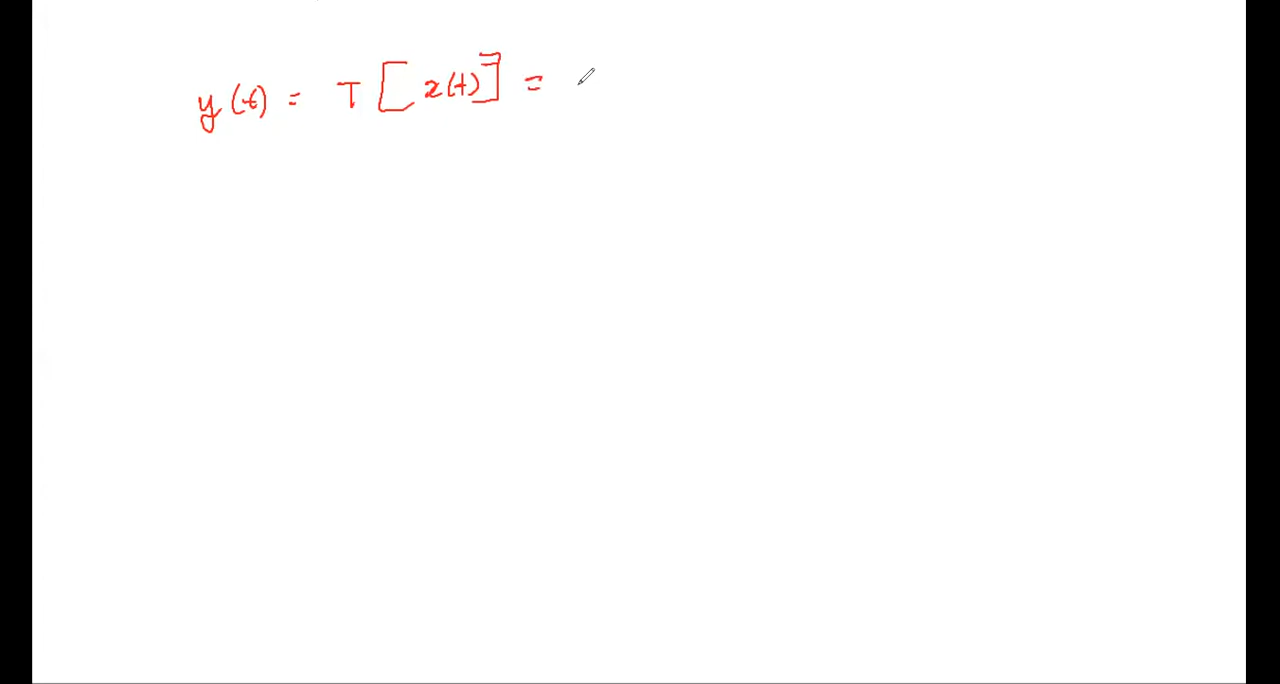 y(t) = T [ x(t) ] =